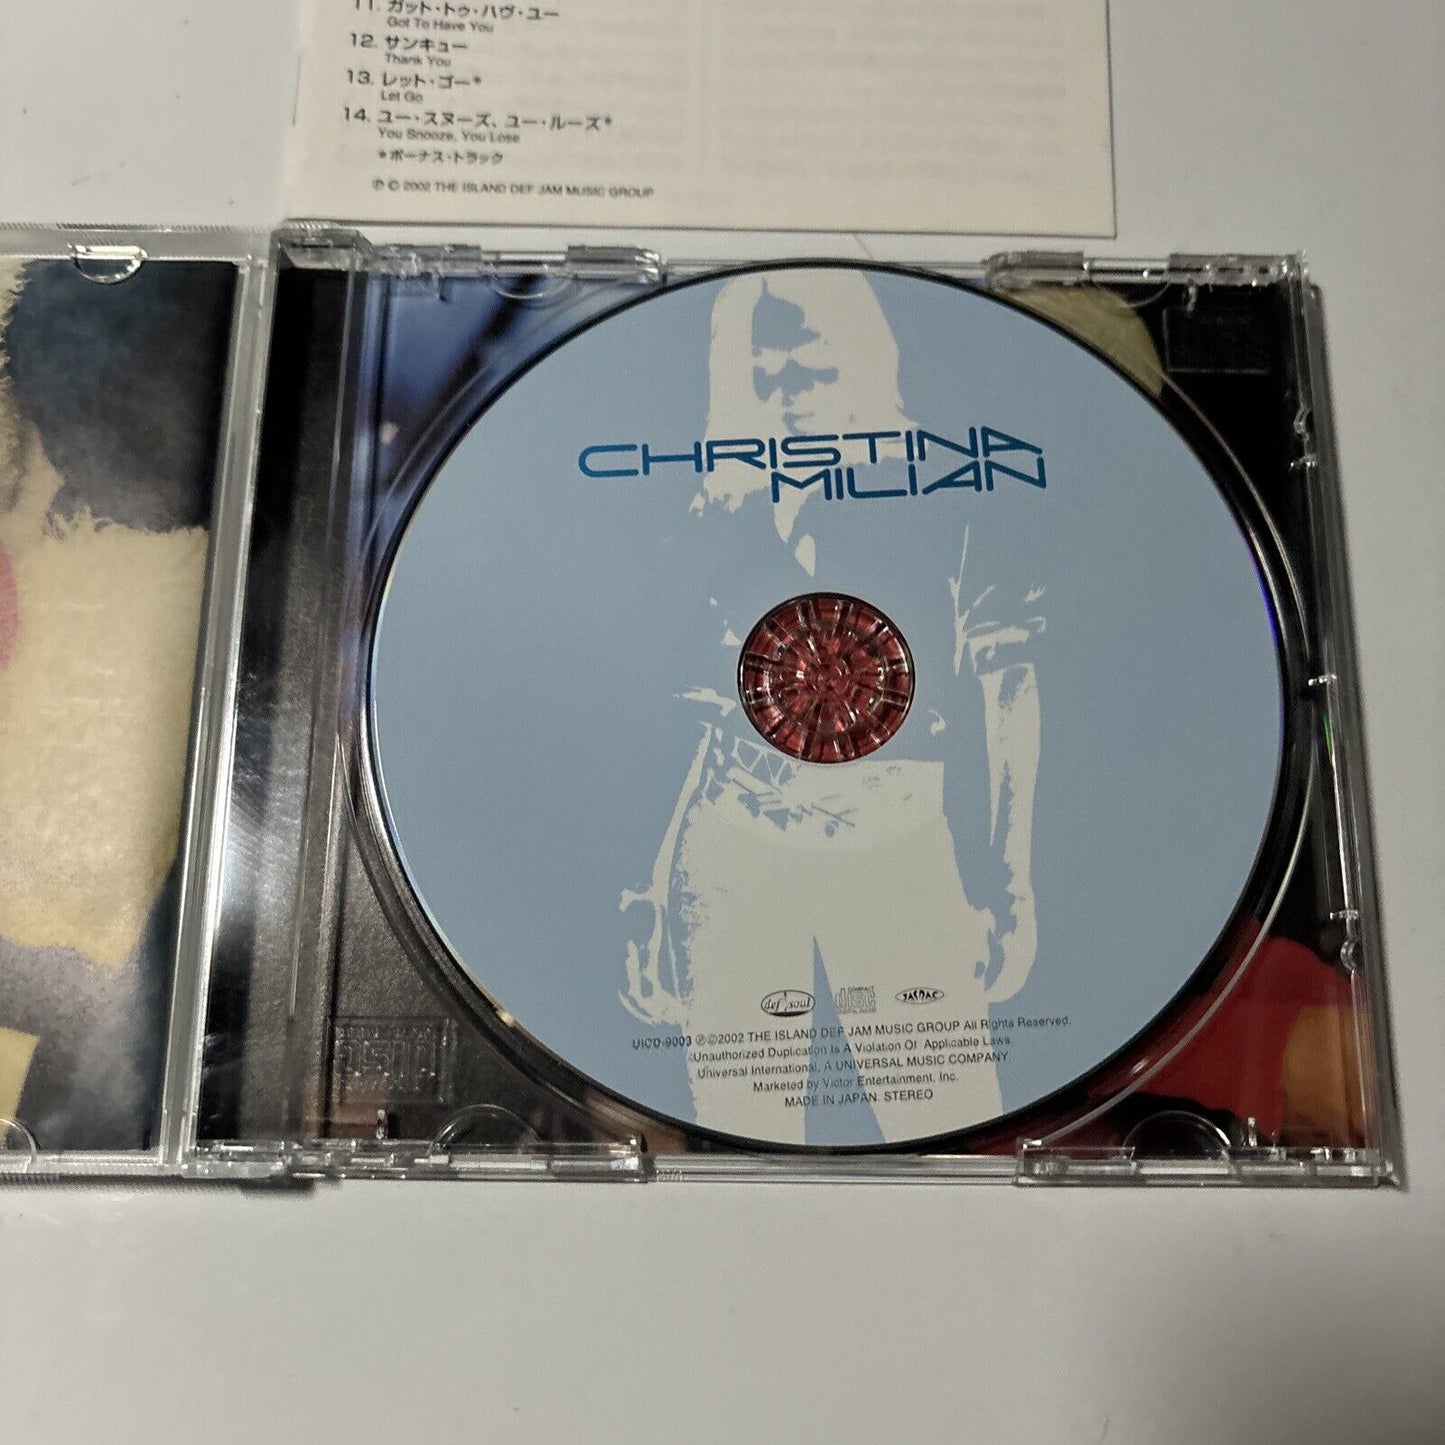 11. ガット・トゥ・ハヴ・ユー
Got To Have You
12. サンキュー
Thank You
13. レット・ゴー*
Let Go
14. ユー・スヌーズ、ユー・ルーズ*
You Snooze, You Lose
*ボーナス・トラック
℗ © 2002 THE ISLAND DEF JAM MUSIC GROUP
CHRISTINA
MILIAN
def soul
COMPACT
disc
DIGITAL AUDIO
JASRAC
UICD-9003 ℗©2002 THE ISLAND DEF JAM MUSIC GROUP All Rights Reserved.
Unauthorized Duplication Is A Violation Of Applicable Laws.
Universal International, A UNIVERSAL MUSIC COMPANY.
Marketed by Victor Entertainment, Inc.
MADE IN JAPAN. STEREO